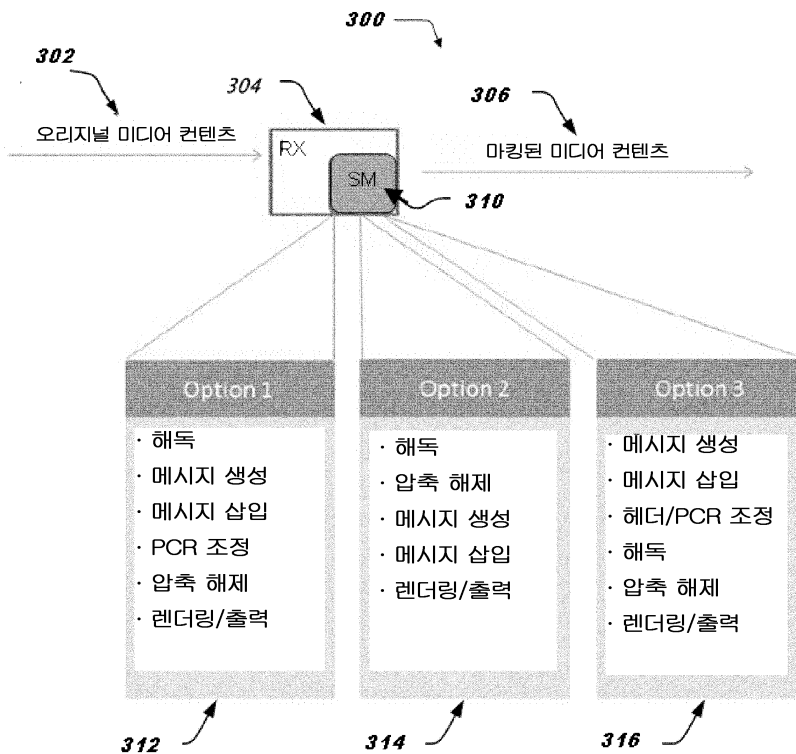 300
302
304
306
오리지널 미디어 컨텐츠
RX
마킹된 미디어 컨텐츠
SM
310
Option 1
· 해독
· 메시지 생성
· 메시지 삽입
· PCR 조정
· 압축 해제
· 렌더링/출력
Option 2
· 해독
· 압축 해제
· 메시지 생성
· 메시지 삽입
· 렌더링/출력
Option 3
· 메시지 생성
· 메시지 삽입
· 헤더/PCR 조정
· 해독
· 압축 해제
· 렌더링/출력
312
314
316